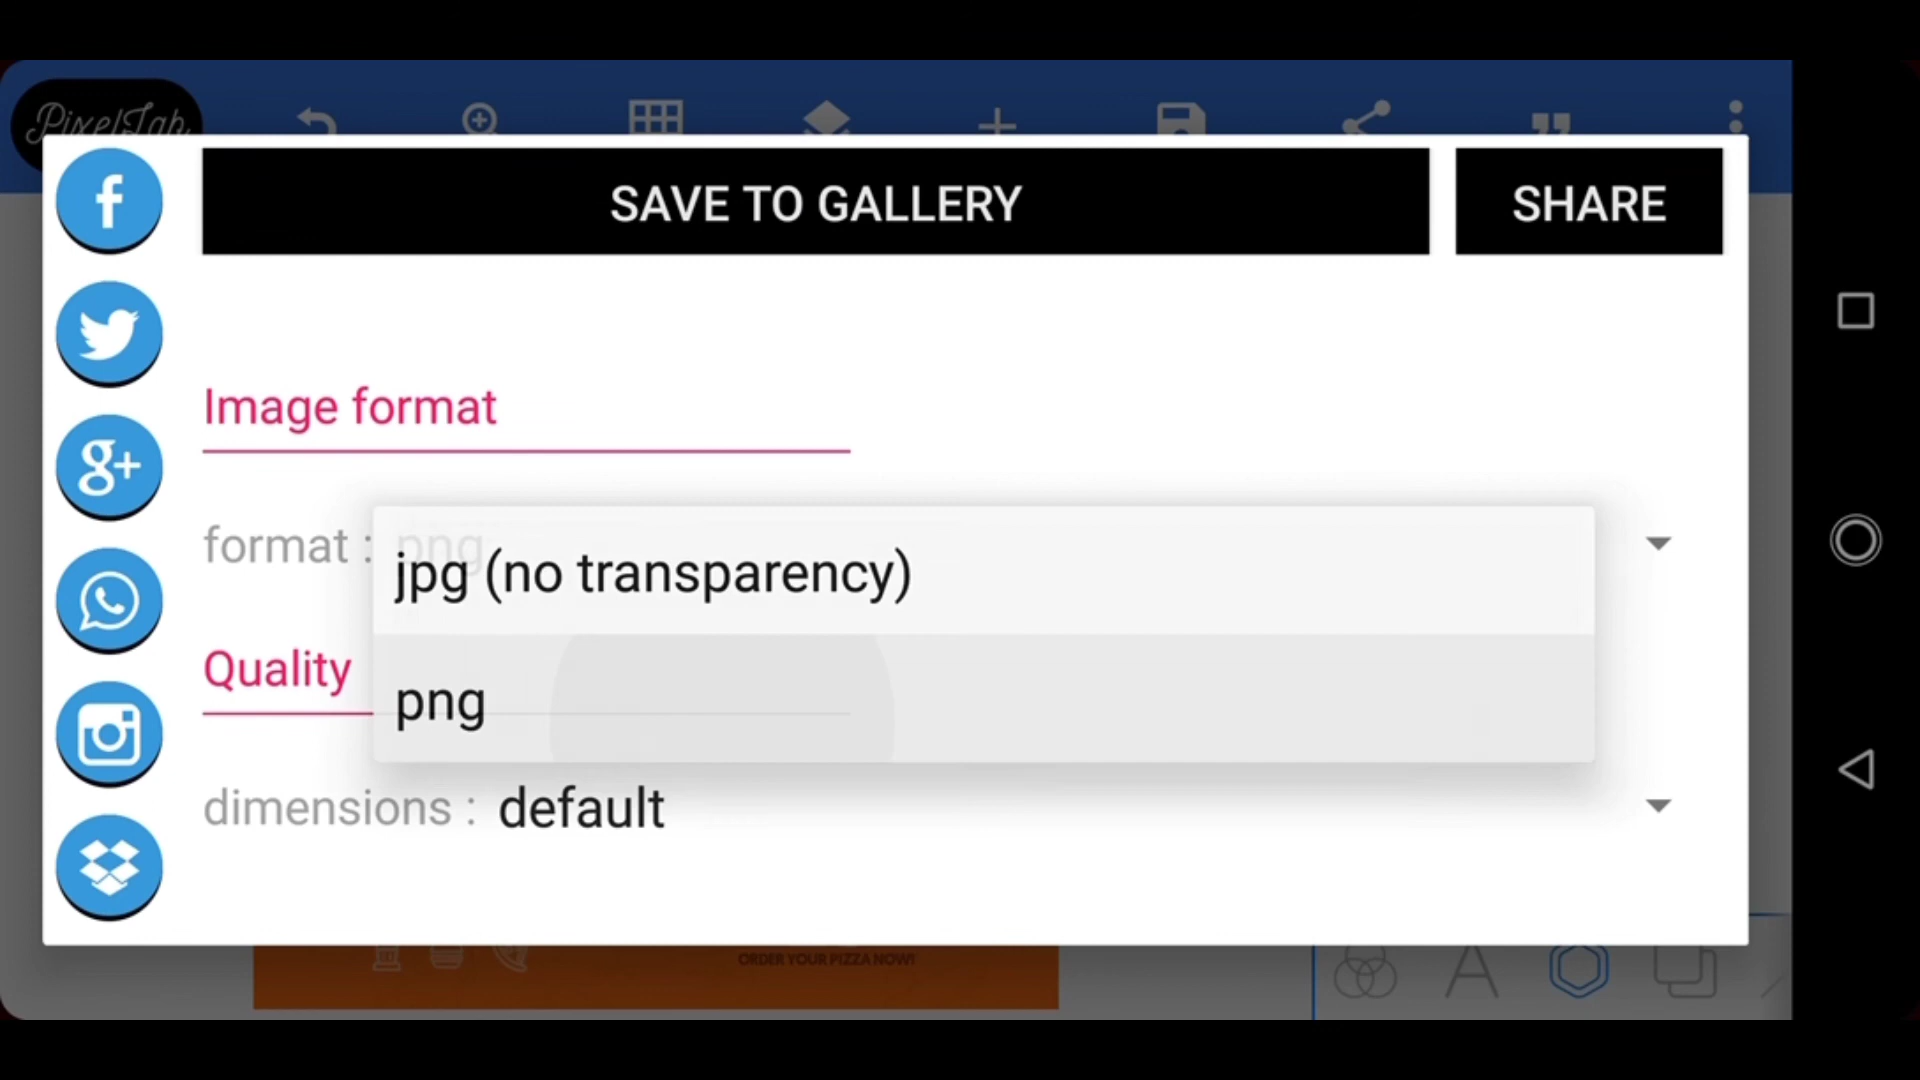 PixelLab
SAVE TO GALLERY
SHARE
Image format
format : png
jpg (no transparency)
png
Quality
dimensions : default
ORDER YOUR PIZZA NOW!